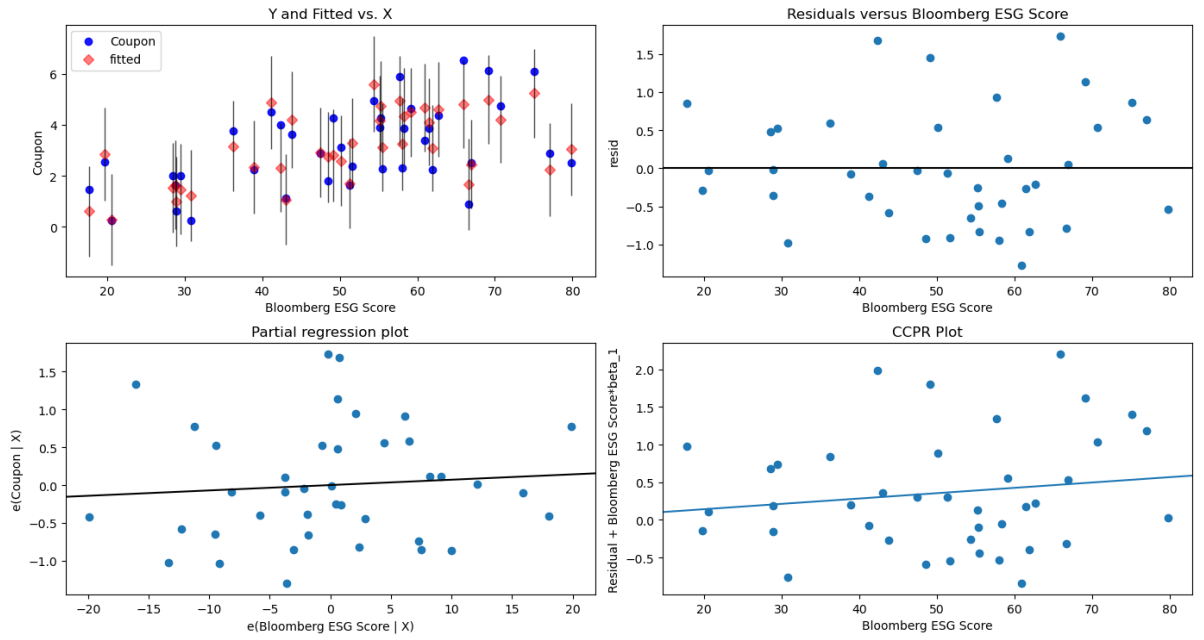 Y and Fitted vs. X
Coupon
fitted
Coupon
6
4
2
0
20 30 40 50 60 70 80
Bloomberg ESG Score
Residuals versus Bloomberg ESG Score
resid
1.5
1.0
0.5
0.0
−0.5
−1.0
20 30 40 50 60 70 80
Bloomberg ESG Score
Partial regression plot
e(Coupon | X)
1.5
1.0
0.5
0.0
−0.5
−1.0
−20 −15 −10 −5 0 5 10 15 20
e(Bloomberg ESG Score | X)
CCPR Plot
Residual + Bloomberg ESG Score*beta_1
2.0
1.5
1.0
0.5
0.0
−0.5
20 30 40 50 60 70 80
Bloomberg ESG Score